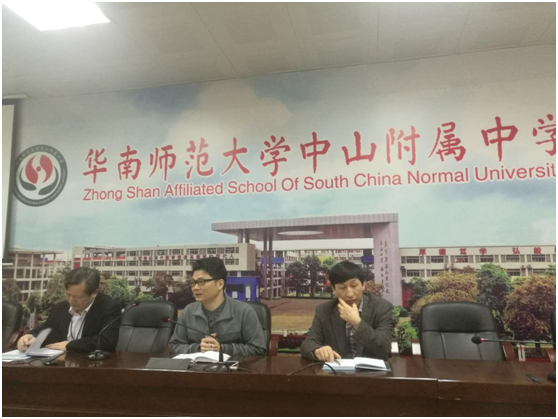 华南师范大学中山附属中学
Zhong Shan Affiliated School Of South China Normal Universit